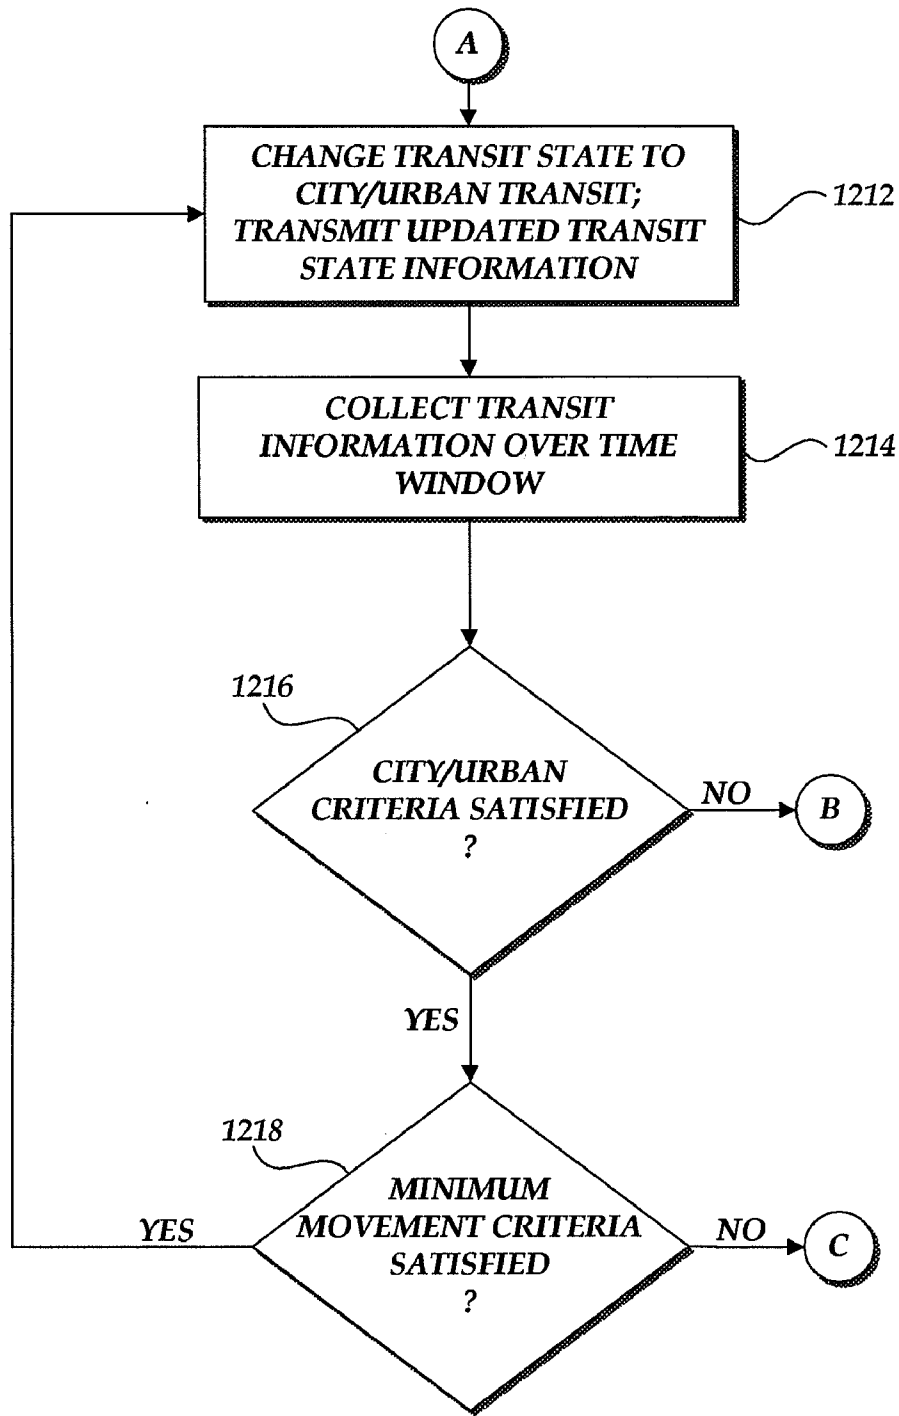 A
CHANGE TRANSIT STATE TO
CITY/URBAN TRANSIT;
TRANSMIT UPDATED TRANSIT
STATE INFORMATION
1212
COLLECT TRANSIT
INFORMATION OVER TIME
WINDOW
1214
1216
CITY/URBAN
CRITERIA SATISFIED
?
NO
B
YES
1218
MINIMUM
MOVEMENT CRITERIA
SATISFIED
?
YES
NO
C